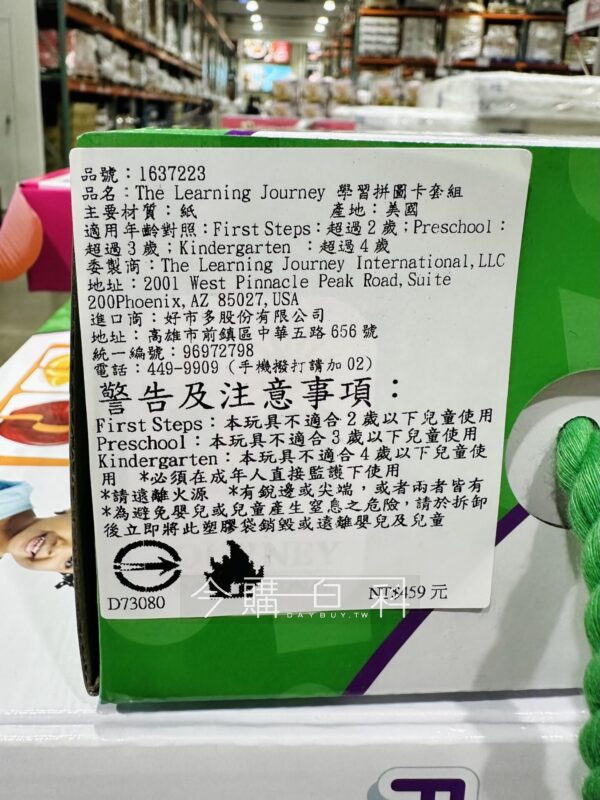 品號：1637223
品名：The Learning Journey 學習拼圖卡套組
主要材質：紙 產地：美國
適用年齡對照：First Steps：超過2歲；Preschool：
超過3歲；Kindergarten ：超過4歲
委製商：The Learning Journey International, LLC
地址：2001 West Pinnacle Peak Road, Suite
200Phoenix, AZ 85027, USA
進口商：好市多股份有限公司
地址：高雄市前鎮區中華五路656號
統一編號：96972798
電話：449-9909 (手機撥打請加02)
警告及注意事項：
First Steps：本玩具不適合2歲以下兒童使用
Preschool：本玩具不適合3歲以下兒童使用
Kindergarten：本玩具不適合4歲以下兒童使
用 *必須在成年人直接監護下使用
*請遠離火源 *有銳邊或尖端，或者兩者皆有
*為避免嬰兒或兒童產生窒息之危險，請於拆卸
後立即將此塑膠袋銷毀或遠離嬰兒及兒童
D73080
NT$459 元
今購百科
DAYBUY.TW